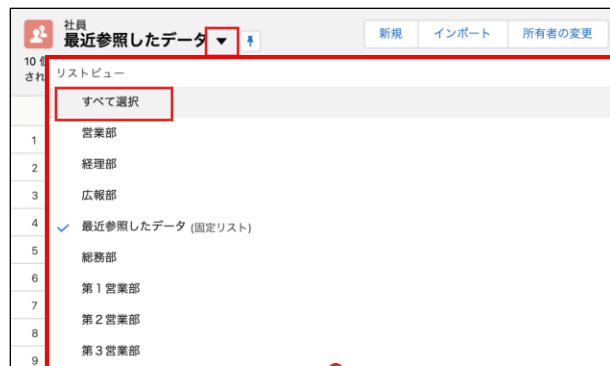 社員
最近参照したデータ
新規 インポート 所有者の変更
10 個
され
リストビュー
すべて選択
1 営業部
2 経理部
3 広報部
4 最近参照したデータ (固定リスト)
5 総務部
6 第1営業部
7 第2営業部
8 第3営業部
9